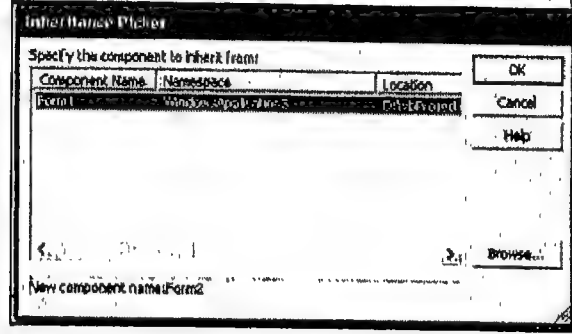 Inheritance Picker
Specify the component to inherit from:
Component Name Namespace Location
Form1
OK
Cancel
Help
Browse...
New component name:Form2